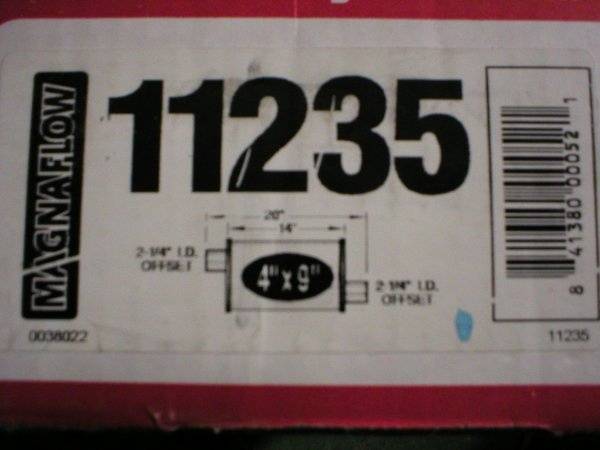 MAGNAFLOW
11235
20"
14"
2-1/4" I.D.
OFFSET
4" x 9"
2-1/4" I.D.
OFFSET
8 41380 00052 1
0038022
11235